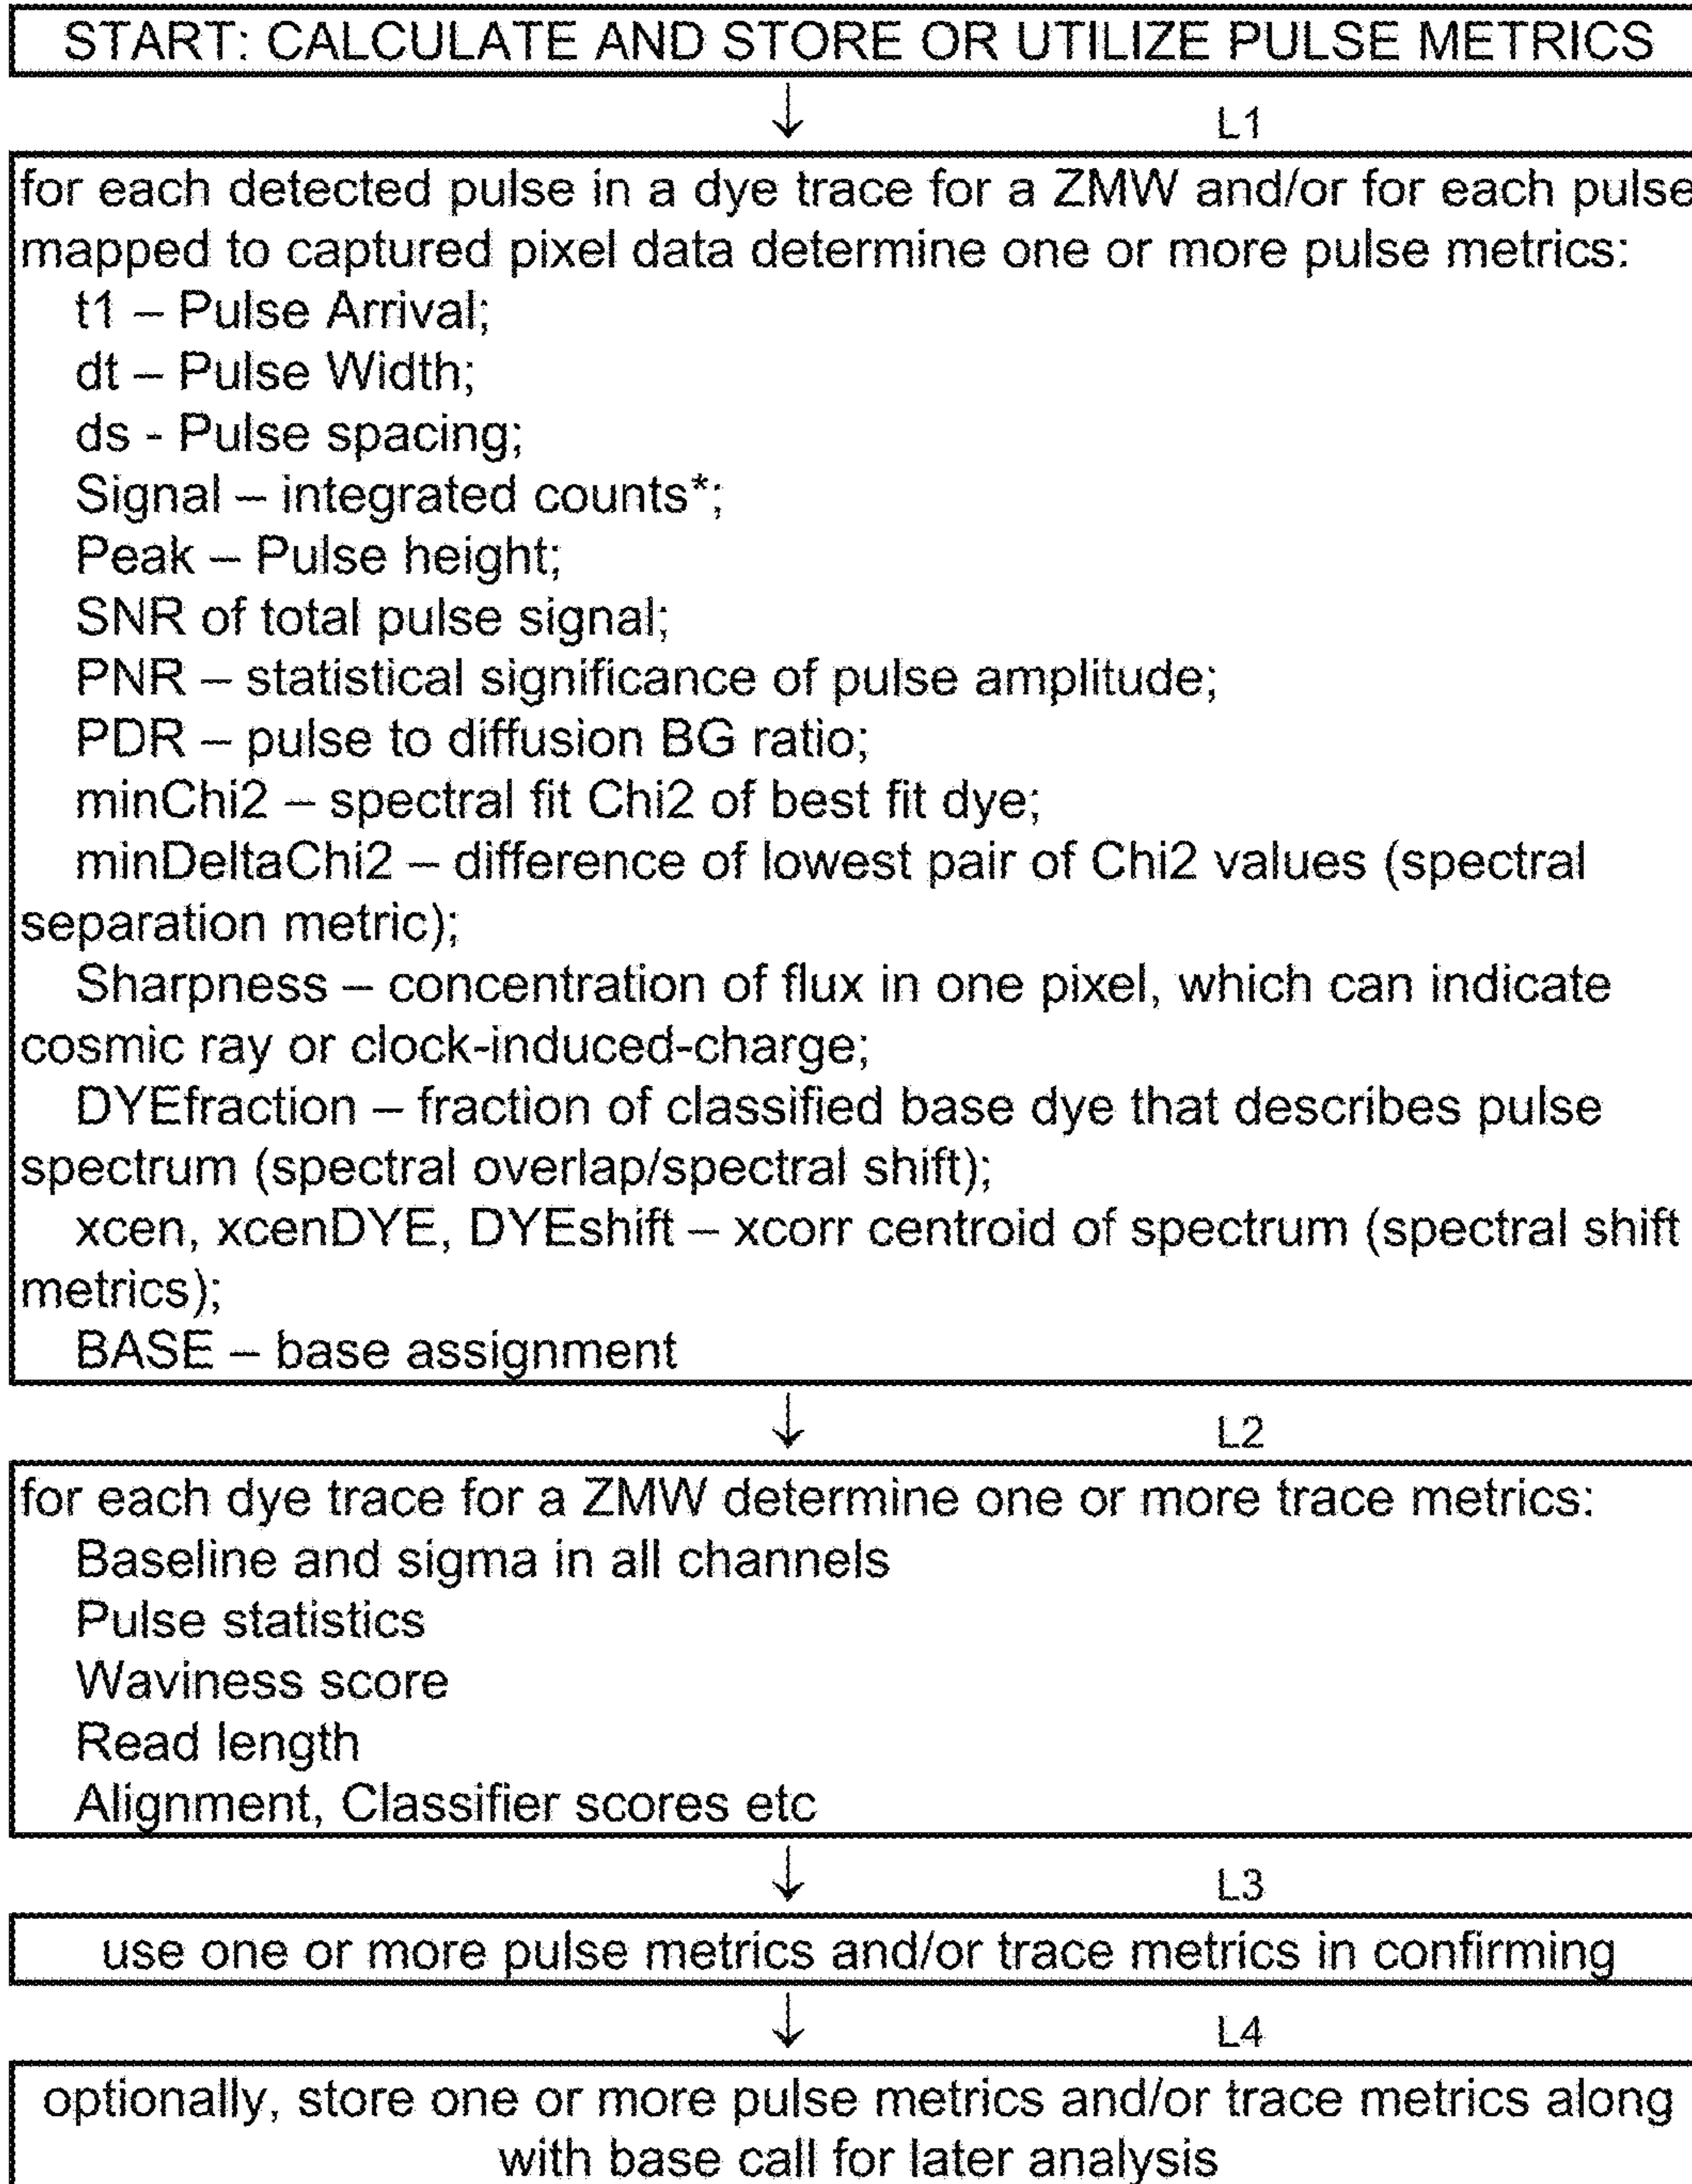 START: CALCULATE AND STORE OR UTILIZE PULSE METRICS
L1
for each detected pulse in a dye trace for a ZMW and/or for each pulse
mapped to captured pixel data determine one or more pulse metrics:
t1 – Pulse Arrival;
dt – Pulse Width;
ds - Pulse spacing;
Signal – integrated counts*;
Peak – Pulse height;
SNR of total pulse signal;
PNR – statistical significance of pulse amplitude;
PDR – pulse to diffusion BG ratio;
minChi2 – spectral fit Chi2 of best fit dye;
minDeltaChi2 – difference of lowest pair of Chi2 values (spectral
separation metric);
Sharpness – concentration of flux in one pixel, which can indicate
cosmic ray or clock-induced-charge;
DYEfraction – fraction of classified base dye that describes pulse
spectrum (spectral overlap/spectral shift);
xcen, xcenDYE, DYEshift – xcorr centroid of spectrum (spectral shift
metrics);
BASE – base assignment
L2
for each dye trace for a ZMW determine one or more trace metrics:
Baseline and sigma in all channels
Pulse statistics
Waviness score
Read length
Alignment, Classifier scores etc
L3
use one or more pulse metrics and/or trace metrics in confirming
L4
optionally, store one or more pulse metrics and/or trace metrics along
with base call for later analysis